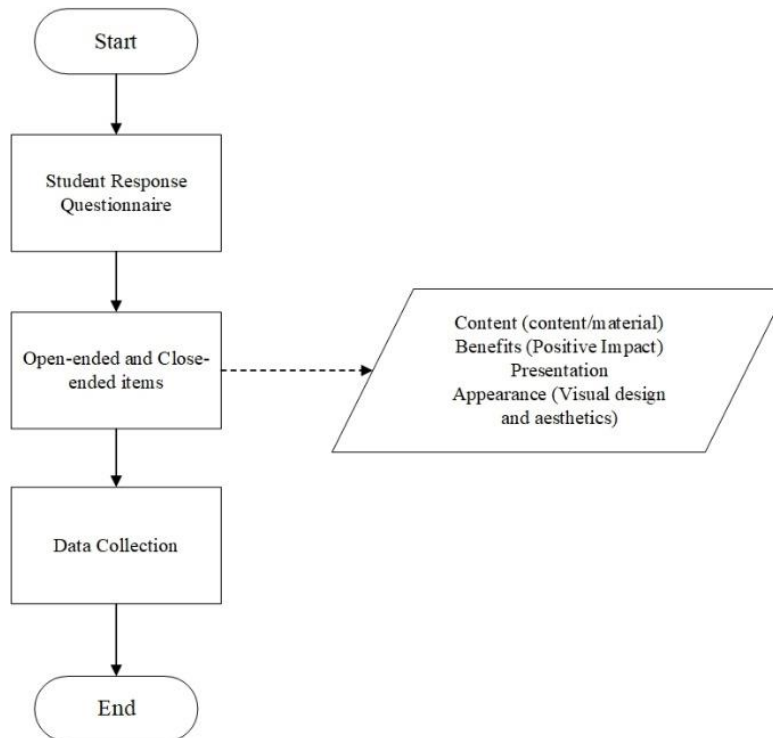 Start
Student Response
Questionnaire
Open-ended and Close-
ended items
Content (content/material)
Benefits (Positive Impact)
Presentation
Appearance (Visual design
and aesthetics)
Data Collection
End